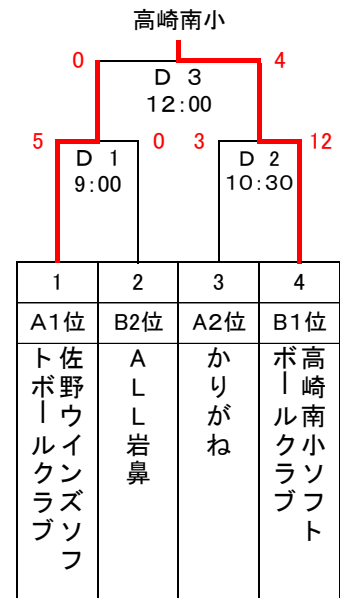 高崎南小
0 4
D 3
12:00
5 0 3 12
D 1 D 2
9:00 10:30
1 2 3 4
A1位 B2位 A2位 B1位
佐野ウインズソフ
トボールクラブ
ALL岩鼻
かりがね
高崎南小ソフト
ボールクラブ